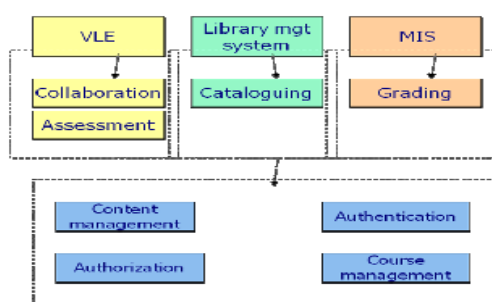 VLE
Library mgt
system
MIS
Collaboration
Cataloguing
Grading
Assessment
Content
management
Authentication
Authorization
Course
management